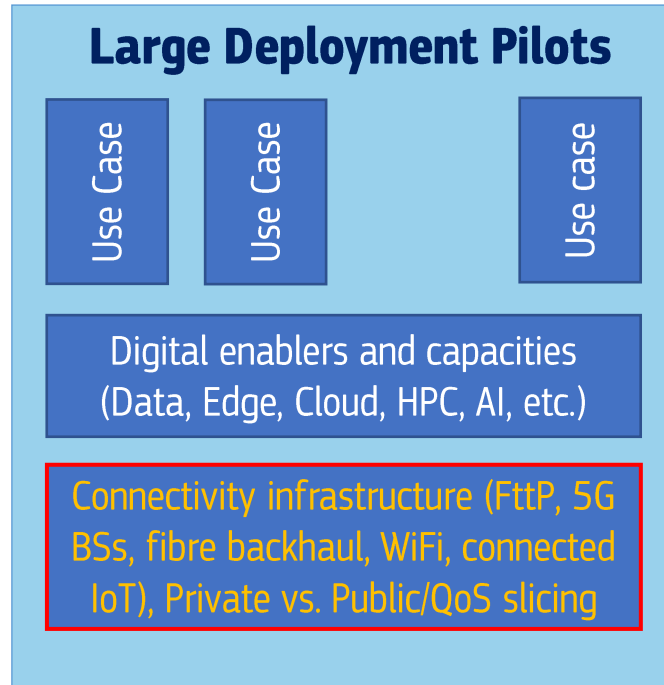 Large Deployment Pilots
Use Case
Use Case
Use case
Digital enablers and capacities
(Data, Edge, Cloud, HPC, AI, etc.)
Connectivity infrastructure (FttP, 5G
BSs, fibre backhaul, WiFi, connected
IoT), Private vs. Public/QoS slicing